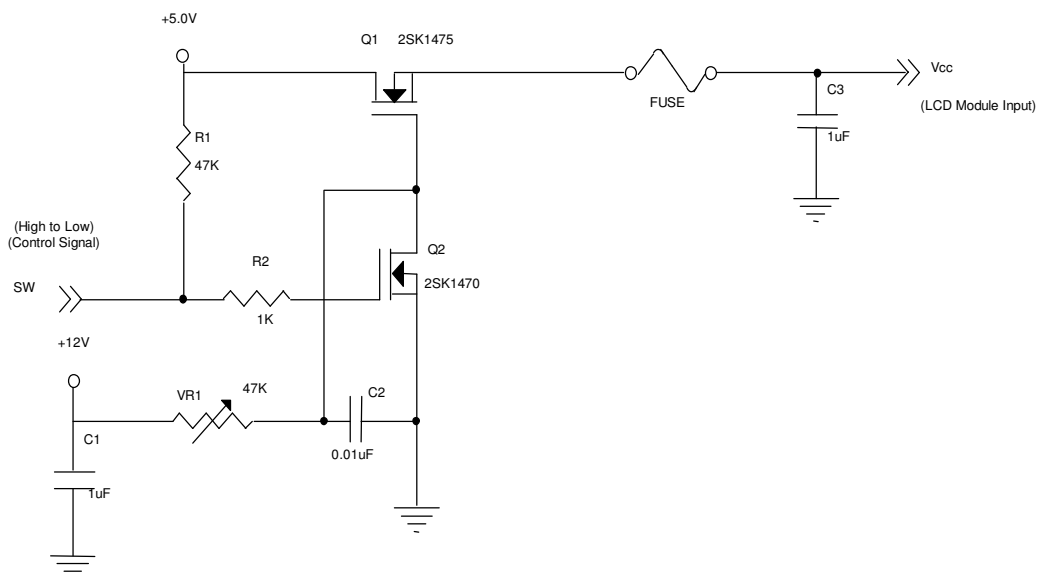 +5.0V
Q1 2SK1475
Vcc
FUSE
C3
(LCD Module Input)
R1
1uF
47K
(High to Low)
(Control Signal)
Q2
R2
SW
2SK1470
1K
+12V
VR1
47K
C2
C1
0.01uF
1uF